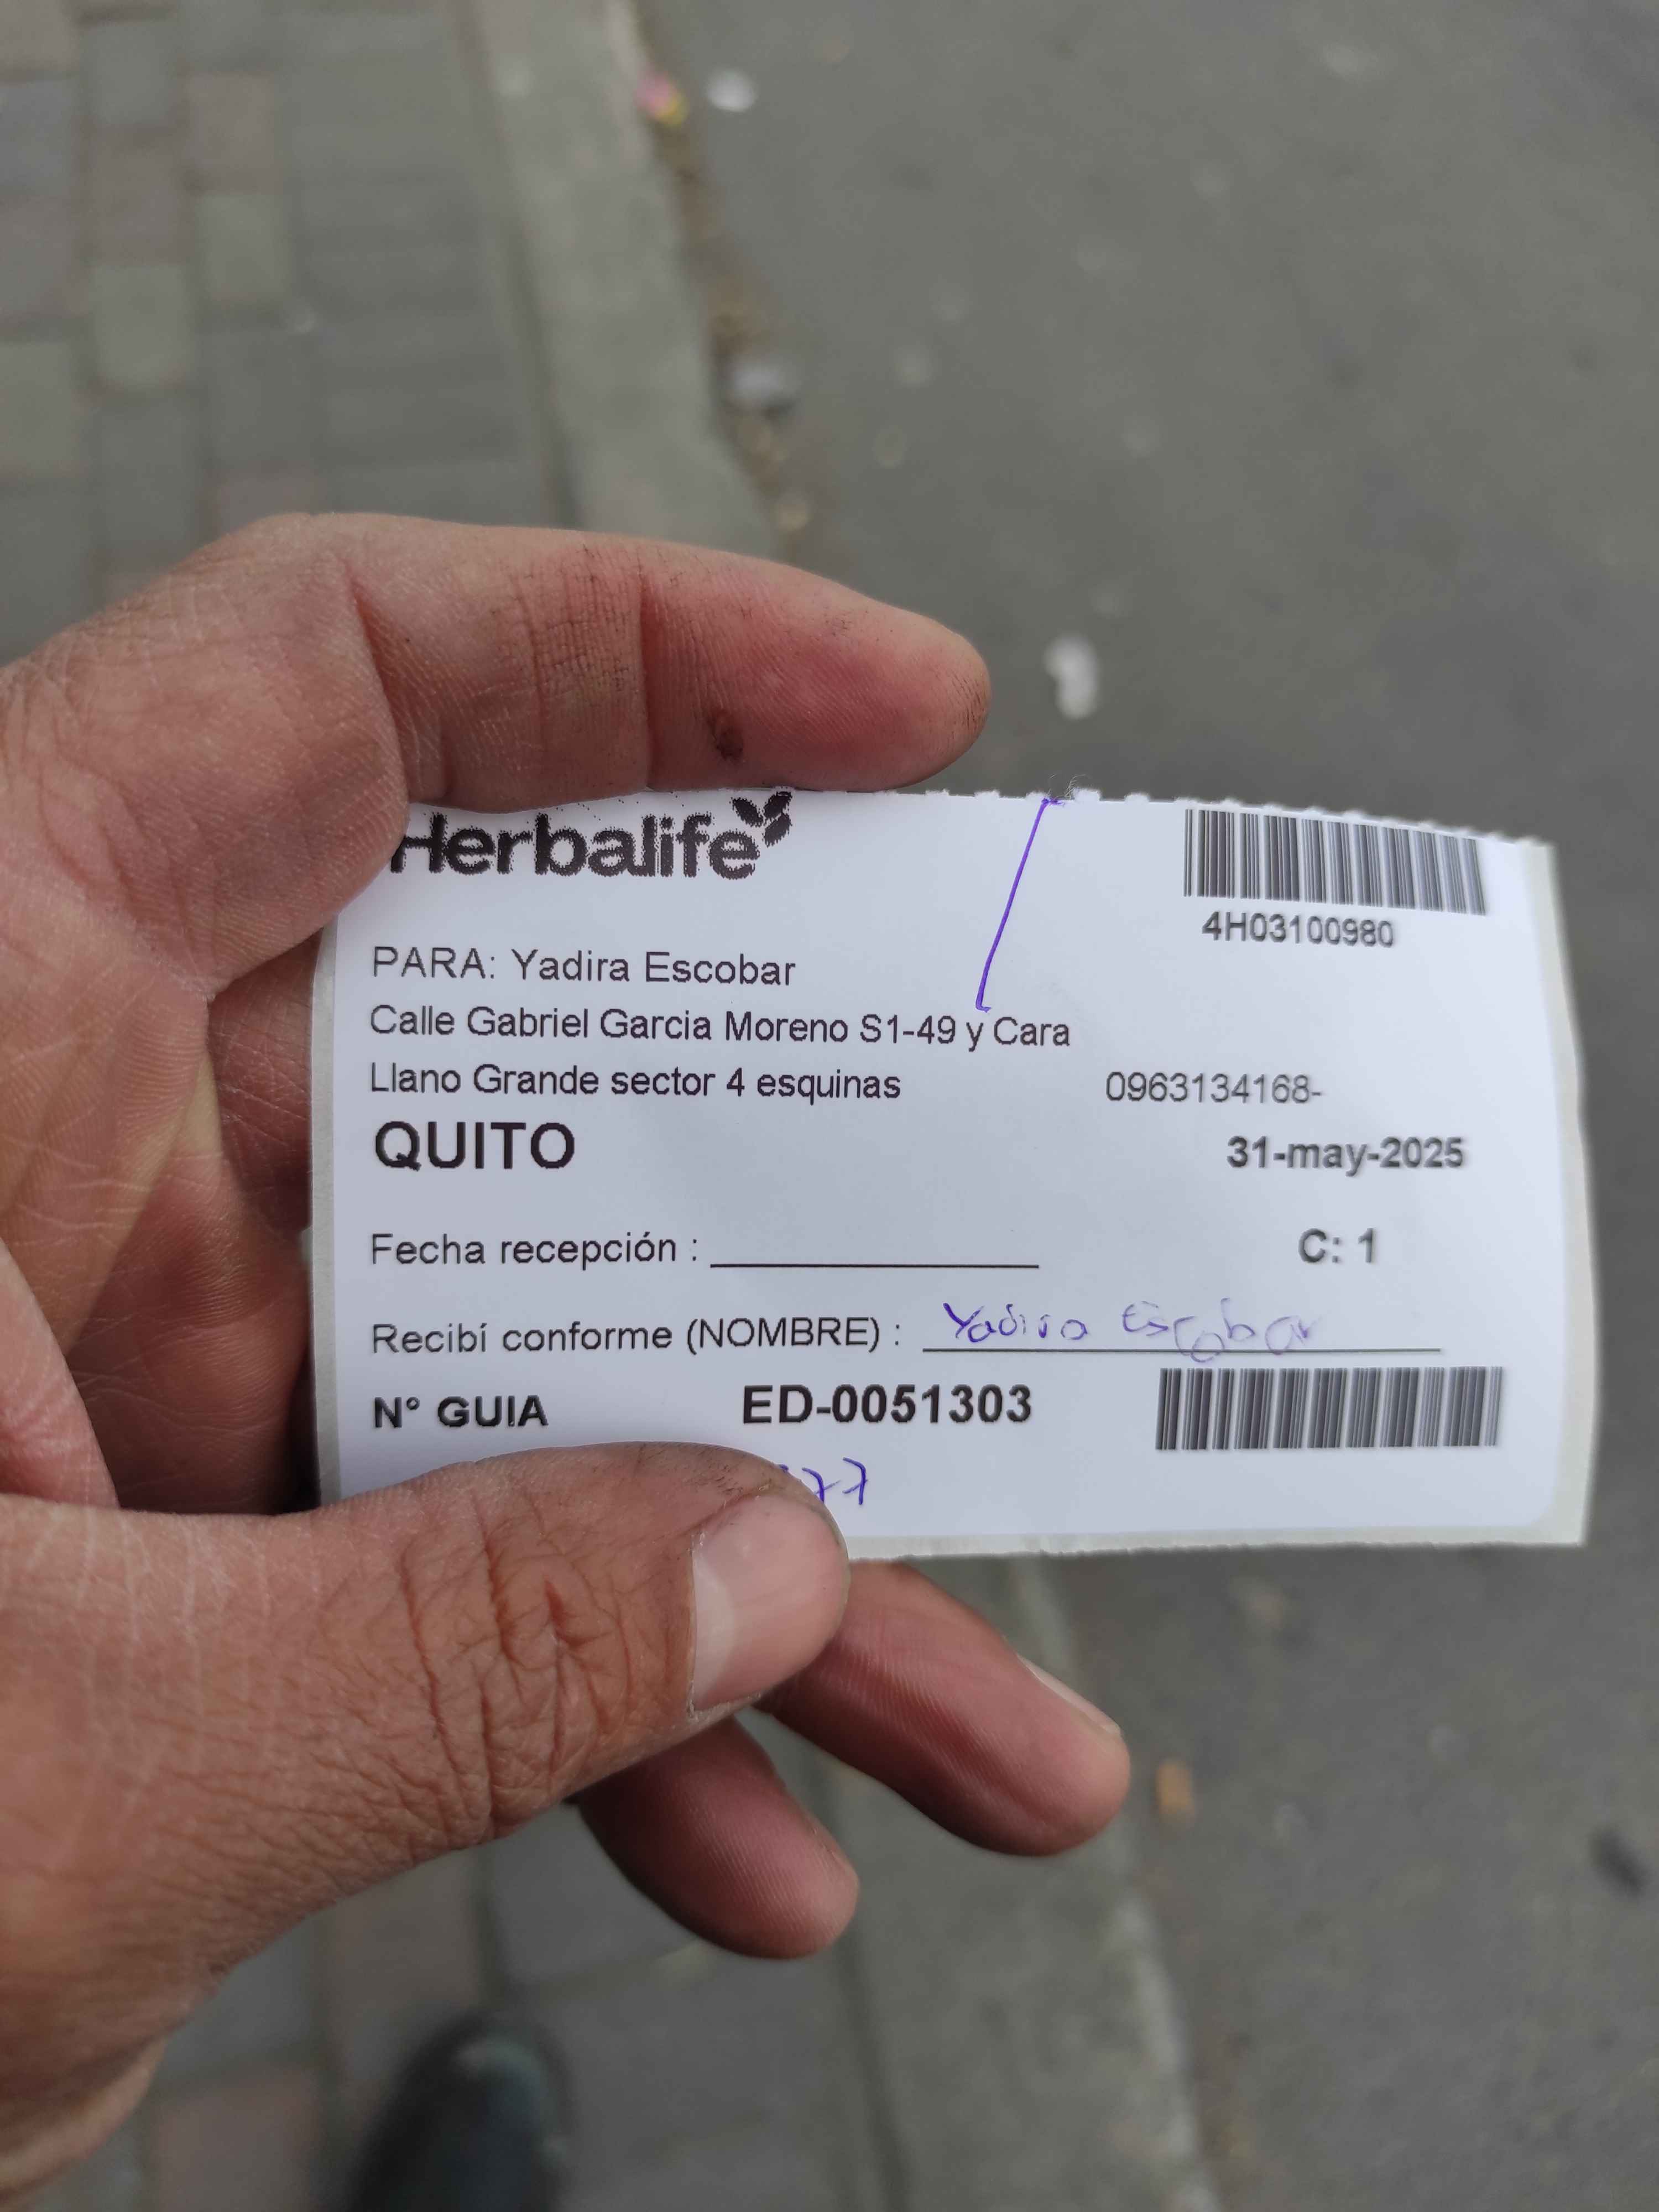 Herbalife
4H03100980
PARA: Yadira Escobar
Calle Gabriel Garcia Moreno S1-49 y Cara
Llano Grande sector 4 esquinas 0963134168-
QUITO 31-may-2025
Fecha recepción : C: 1
Recibí conforme (NOMBRE) : Yadira Escobar
N° GUIA ED-0051303
77